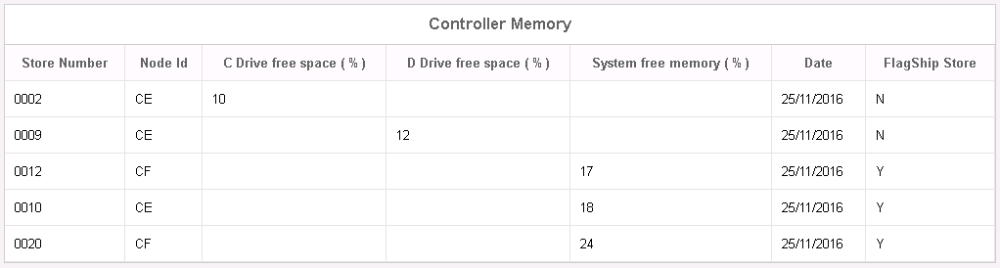 Controller Memory
Store Number Node Id C Drive free space ( % ) D Drive free space ( % ) System free memory ( % ) Date FlagShip Store
0002 CE 10 25/11/2016 N
0009 CE 12 25/11/2016 N
0012 CF 17 25/11/2016 Y
0010 CE 18 25/11/2016 Y
0020 CF 24 25/11/2016 Y